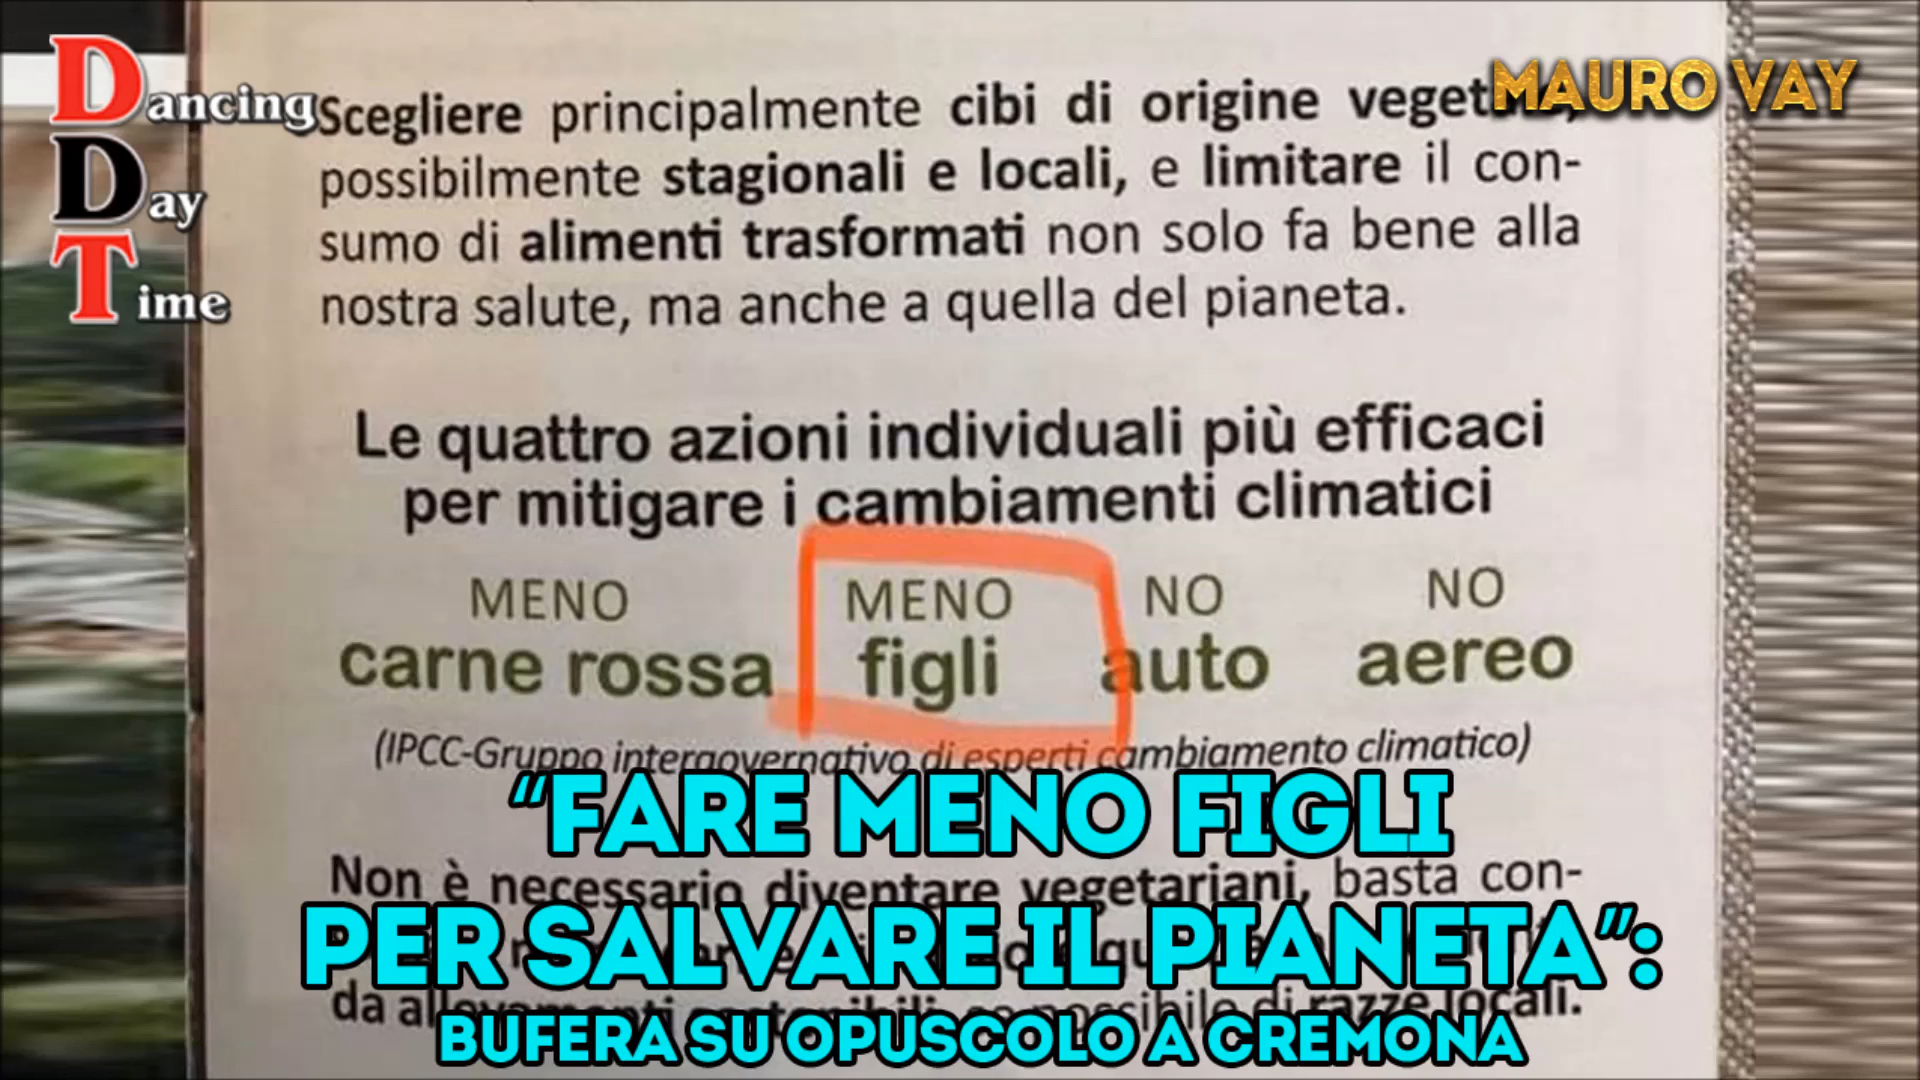 Dancing
Day
Time
MAURO VAY
Scegliere principalmente cibi di origine
possibilmente stagionali e locali, e limitare il con-
sumo di alimenti trasformati non solo fa bene alla
nostra salute, ma anche a quella del pianeta.
Le quattro azioni individuali più efficaci
per mitigare i cambiamenti climatici
MENO
carne rossa
MENO
figli
NO
auto
NO
aereo
(IPCC-Gruppo intergovernativo di esperti cambiamento climatico)
"FARE MENO FIGLI
Non è necessario diventare vegetariani, basta con-
PER SALVARE IL PIANETA":
razze locali.
BUFERA SU OPUSCOLO A CREMONA